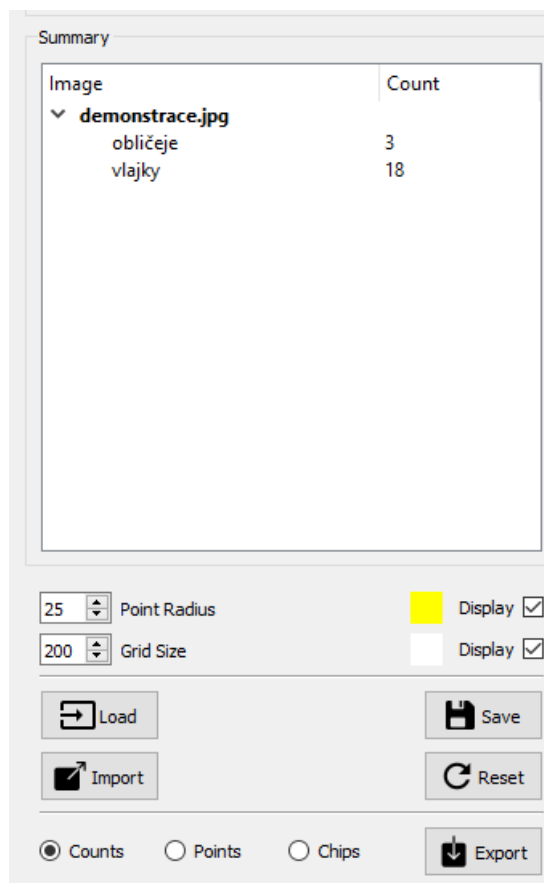 Summary
Image Count
demonstrace.jpg
obličeje 3
vlajky 18
25 Point Radius Display
200 Grid Size Display
Load Save
Import Reset
Counts Points Chips Export